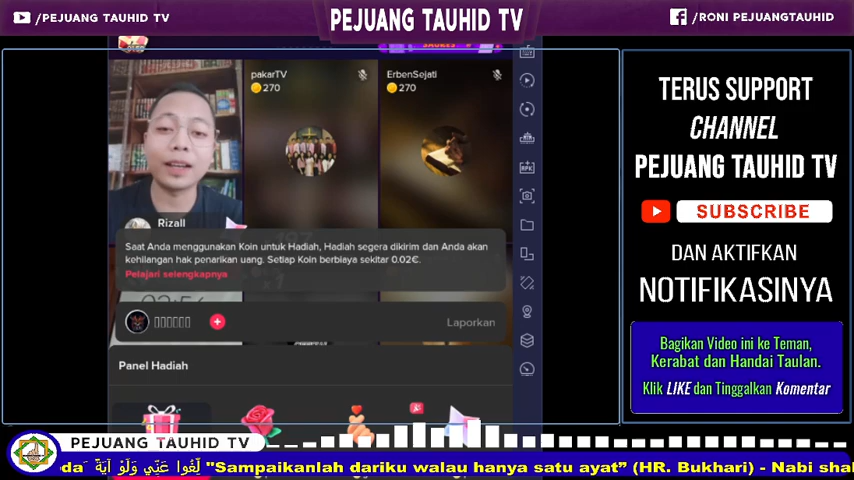 /PEJUANG TAUHID TV
PEJUANG TAUHID TV
/RONI PEJUANGTAUHID
pakarTV
270
ErbenSejati
270
Rizall
Saat Anda menggunakan Koin untuk Hadiah, Hadiah segera dikirim dan Anda akan
kehilangan hak penarikan uang. Setiap Koin berbiaya sekitar 0.02€.
Pelajari selengkapnya
Laporkan
Panel Hadiah
TERUS SUPPORT
CHANNEL
PEJUANG TAUHID TV
SUBSCRIBE
DAN AKTIFKAN
NOTIFIKASINYA
Bagikan Video ini ke Teman,
Kerabat dan Handai Taulan.
Klik LIKE dan Tinggalkan Komentar
PEJUANG TAUHID TV
لِّغُوا عَنِّي وَلَوْ آيَةً "Sampaikanlah dariku walau hanya satu ayat” (HR. Bukhari) - Nabi shal